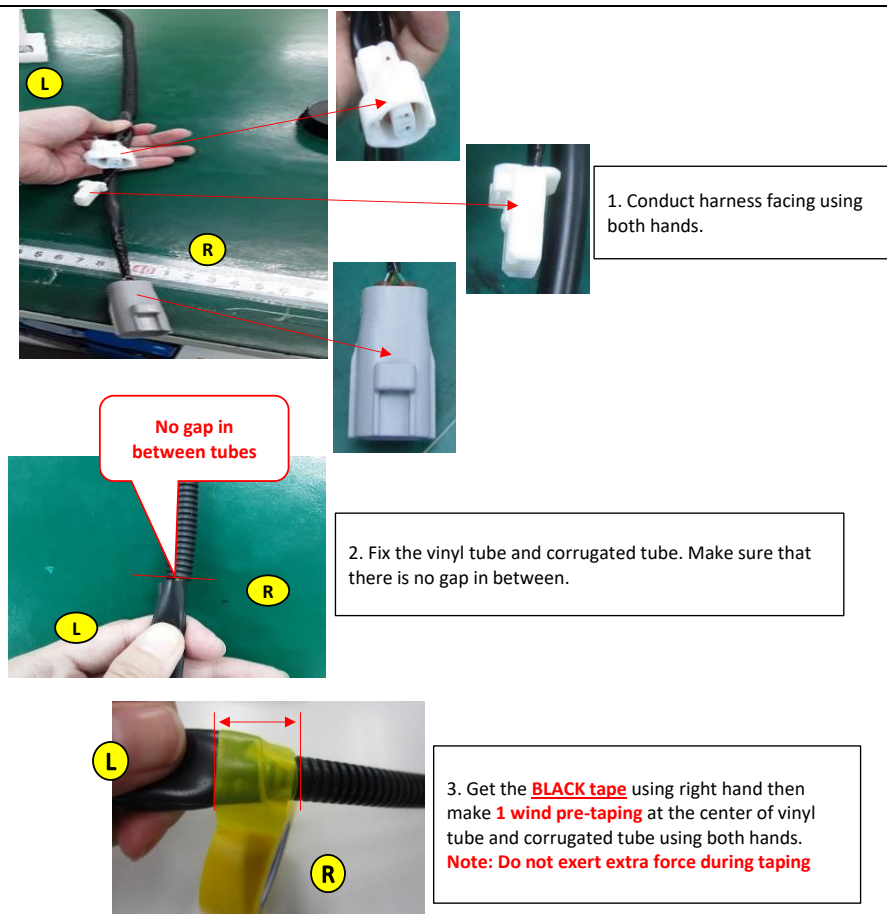 L
R
1. Conduct harness facing using
both hands.
No gap in
between tubes
R
L
2. Fix the vinyl tube and corrugated tube. Make sure that
there is no gap in between.
L
R
3. Get the BLACK tape using right hand then
make 1 wind pre-taping at the center of vinyl
tube and corrugated tube using both hands.
Note: Do not exert extra force during taping